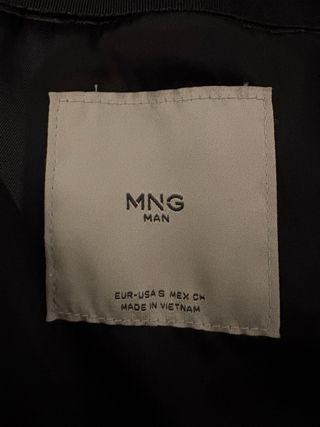 MNG
MAN
EUR-USA S MEX CH
MADE IN VIETNAM